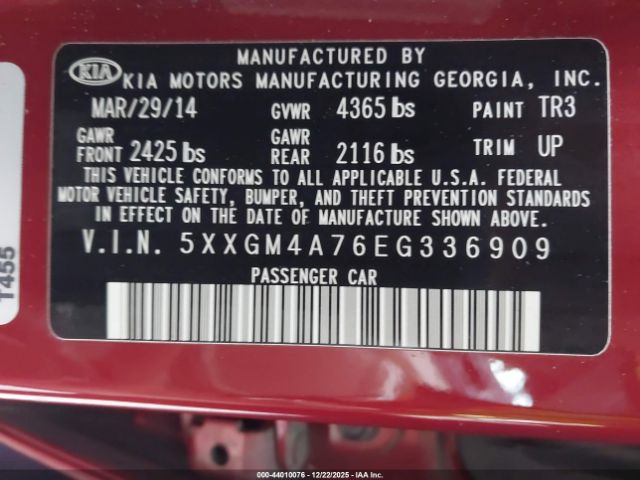 MANUFACTURED BY
KIA KIA MOTORS MANUFACTURING GEORGIA, INC.
MAR/29/14 GVWR 4365 lbs PAINT TR3
GAWR FRONT 2425 lbs GAWR REAR 2116 lbs TRIM UP
THIS VEHICLE CONFORMS TO ALL APPLICABLE U.S.A. FEDERAL
MOTOR VEHICLE SAFETY, BUMPER, AND THEFT PREVENTION STANDARDS
IN EFFECT ON THE DATE OF MANUFACTURE SHOWN ABOVE.
V.I.N. 5XXGM4A76EG336909
PASSENGER CAR
T455
000-44010076 - 12/22/2025 - IAA Inc.